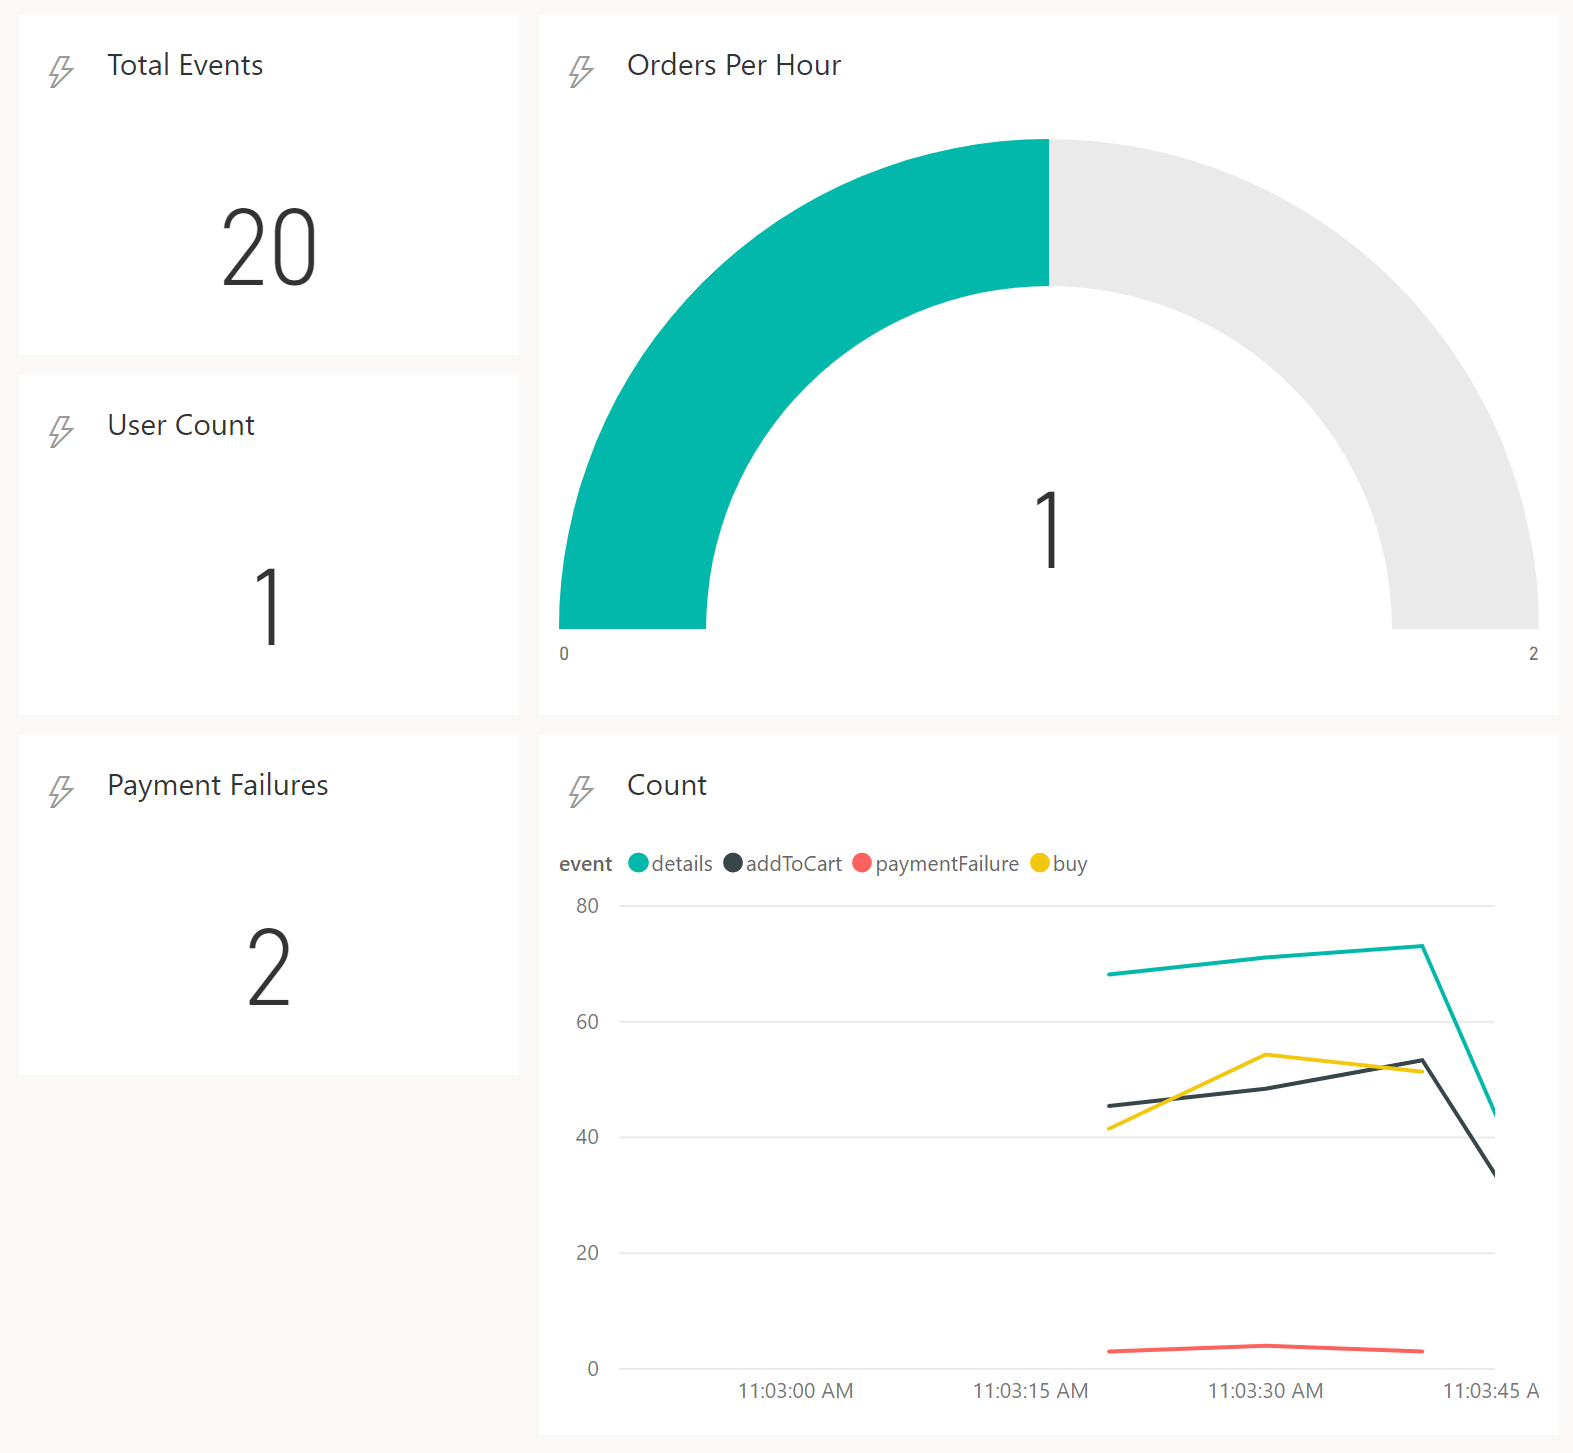 Total Events
20
Orders Per Hour
1
0
2
User Count
1
Payment Failures
2
Count
event details addToCart paymentFailure buy
80
60
40
20
0
11:03:00 AM 11:03:15 AM 11:03:30 AM 11:03:45 A